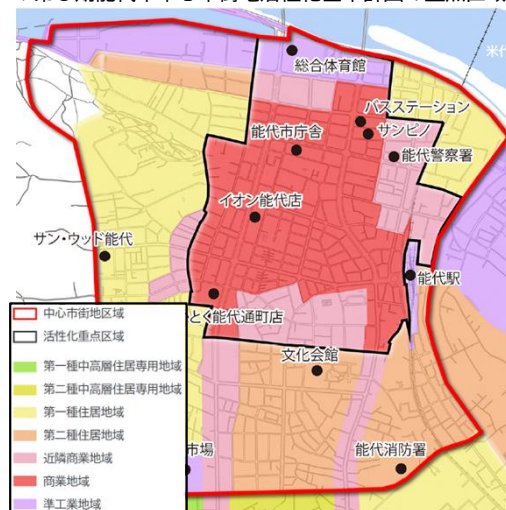 総合体育館
バスステーション
サンピノ
能代市庁舎
能代警察署
イオン能代店
サン・ウッド能代
能代駅
いとく能代通町店
文化会館
市場
能代消防署
中心市街地区域
活性化重点区域
第一種中高層住居専用地域
第二種中高層住居専用地域
第一種住居地域
第二種住居地域
近隣商業地域
商業地域
準工業地域